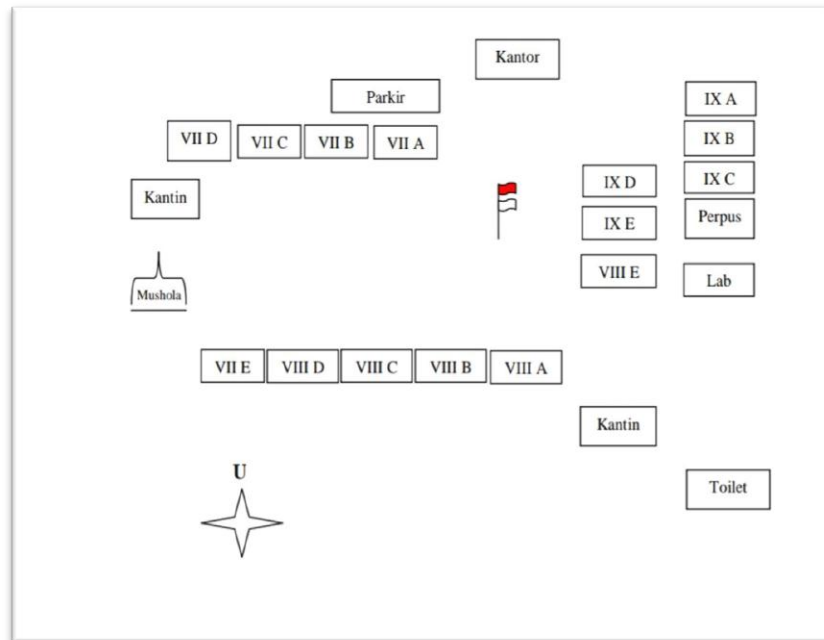 Kantor
Parkir
IX A
VII D
VII C
VII B
VII A
IX B
IX D
IX C
Kantin
IX E
Perpus
VIII E
Lab
Mushola
VII E
VIII D
VIII C
VIII B
VIII A
Kantin
U
Toilet